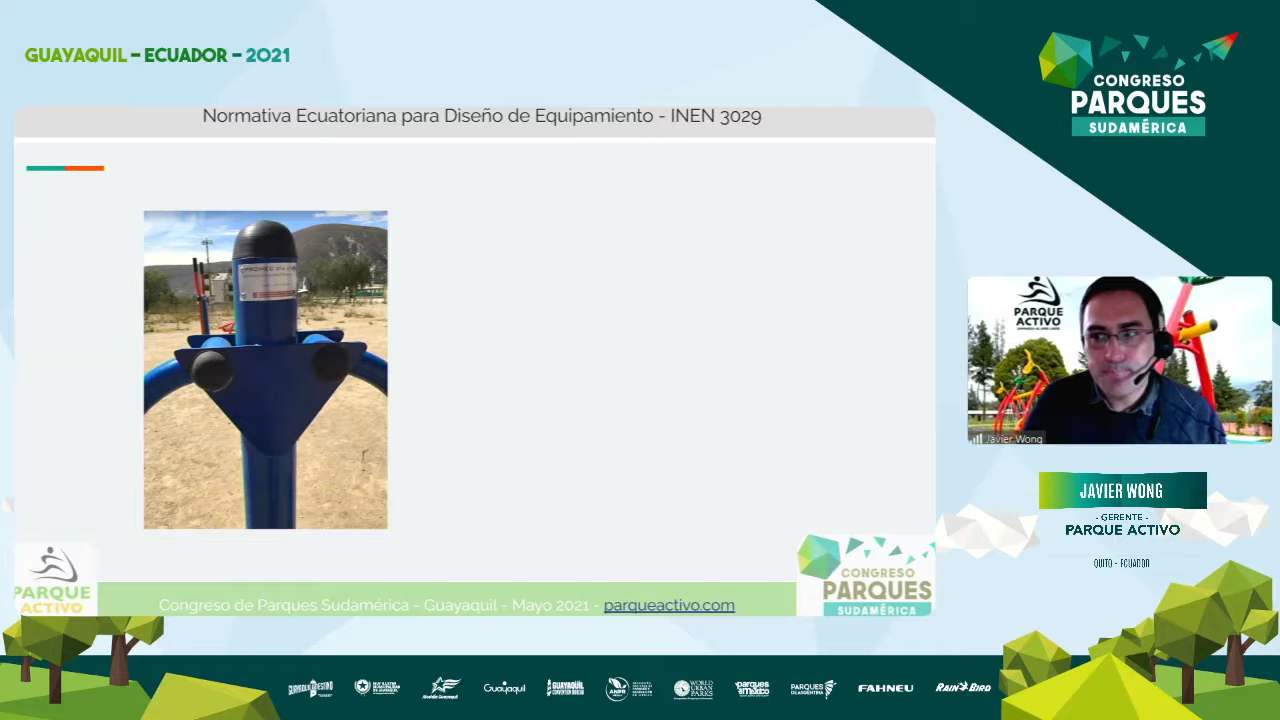 GUAYAQUIL – ECUADOR – 2021
CONGRESO
PARQUES
SUDAMÉRICA
Normativa Ecuatoriana para Diseño de Equipamiento - INEN 3029
PARQUE
ACTIVO
Javier Wong
JAVIER WONG
- GERENTE -
PARQUE ACTIVO
QUITO - ECUADOR
PARQUE
ACTIVO
Congreso de Parques Sudamérica - Guayaquil - Mayo 2021 - parqueactivo.com
CONGRESO
PARQUES
SUDAMÉRICA
Guayaquil
ANPR
WORLD
URBAN
PARKS
FAHNEU
RAIN BIRD